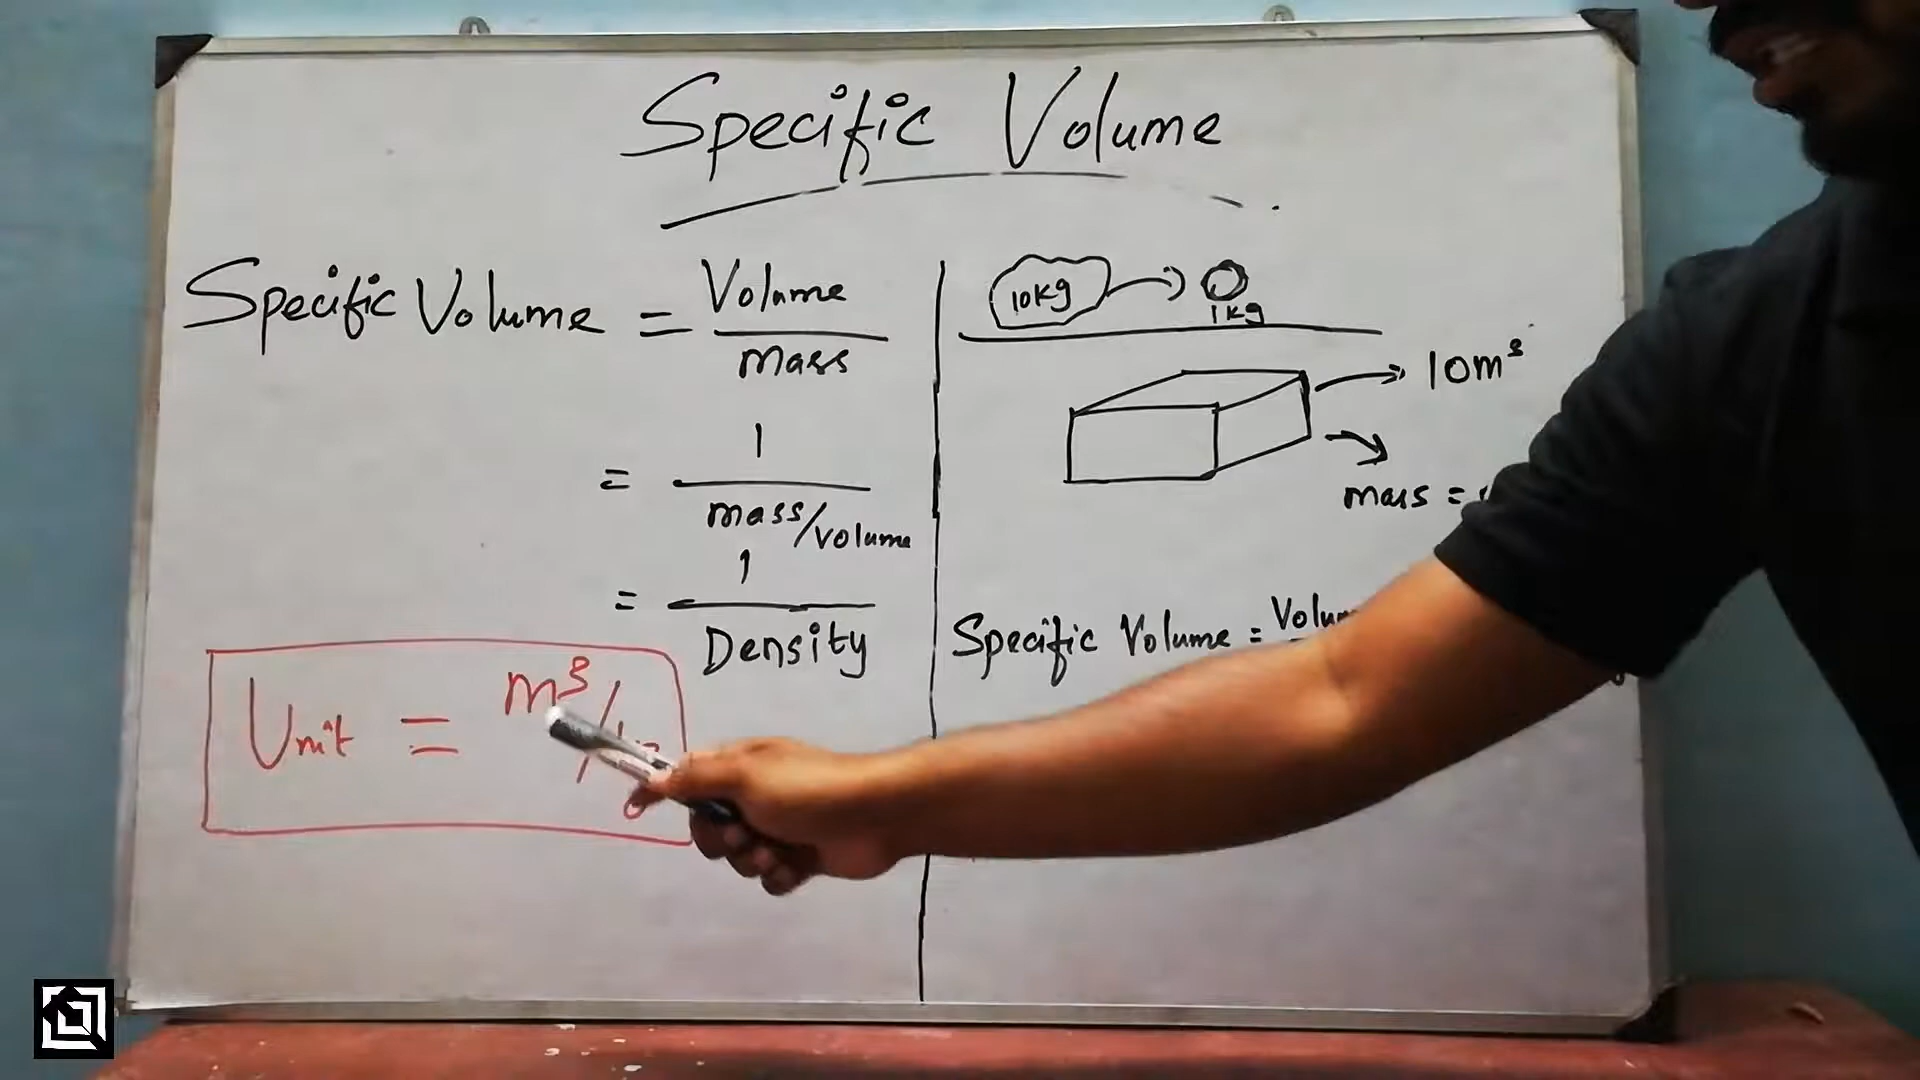 Specific Volume
Specific Volume = Volume / mass
= 1 / mass/volume
= 1 / Density
Unit = m³/
10kg
1kg
10m³
mass =
Specific Volume =